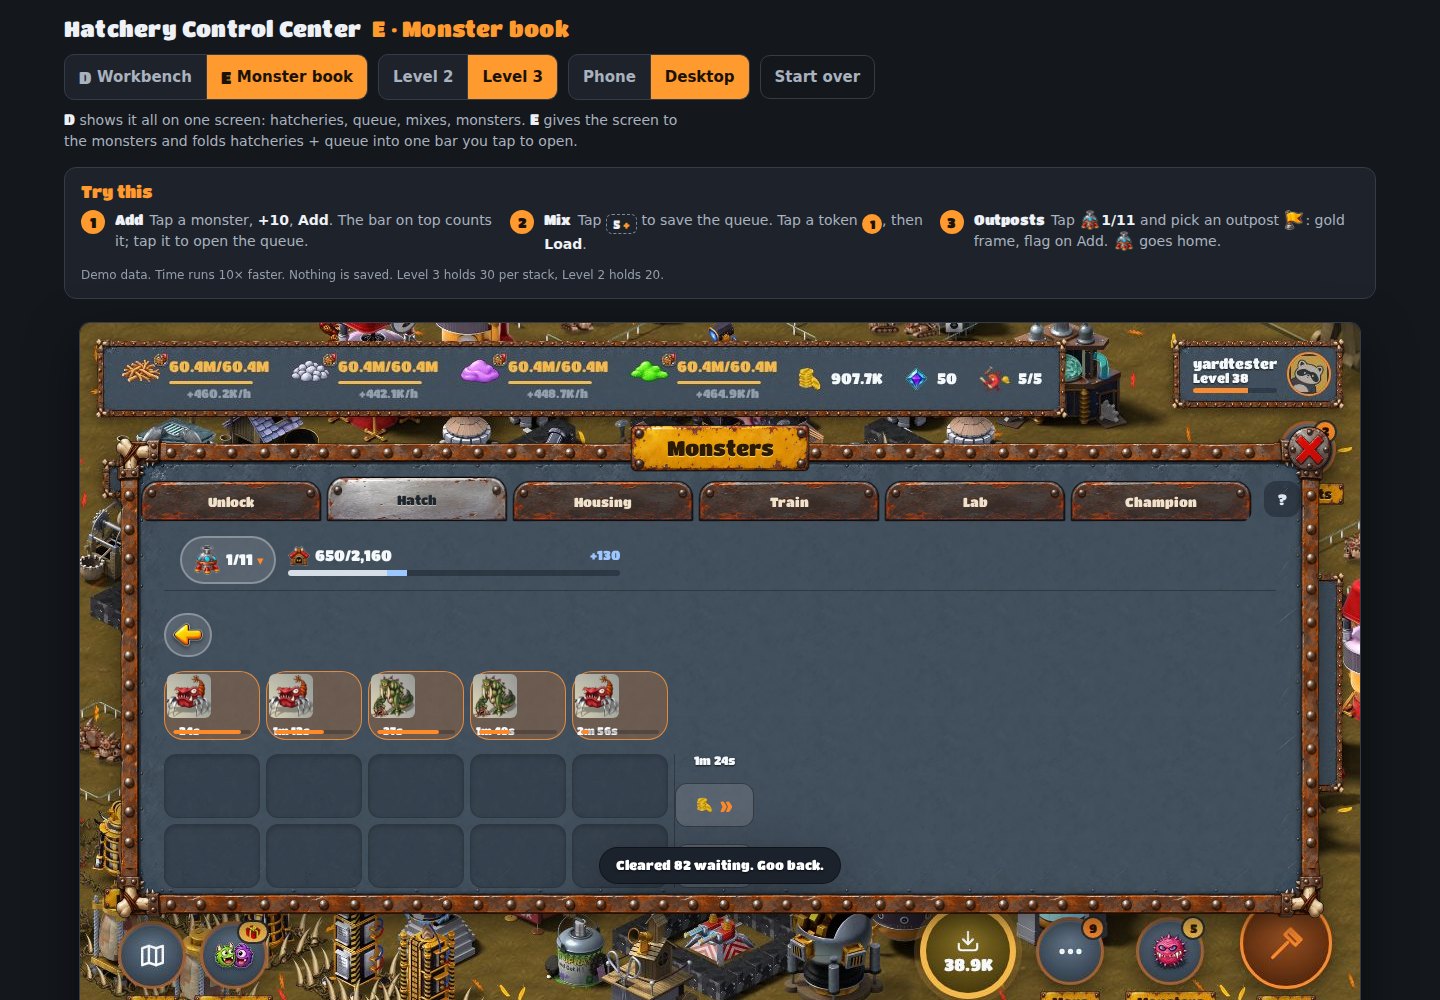 Hatchery Control Center E · Monster book
D Workbench E Monster book Level 2 Level 3 Phone Desktop Start over
D shows it all on one screen: hatcheries, queue, mixes, monsters. E gives the screen to
the monsters and folds hatcheries + queue into one bar you tap to open.
Try this
1 Add Tap a monster, +10, Add. The bar on top counts
it; tap it to open the queue.
2 Mix Tap 5 + to save the queue. Tap a token 1, then
Load.
3 Outposts Tap 1/11 and pick an outpost : gold
frame, flag on Add. goes home.
Demo data. Time runs 10× faster. Nothing is saved. Level 3 holds 30 per stack, Level 2 holds 20.
60.4M/60.4M 60.4M/60.4M 60.4M/60.4M 60.4M/60.4M 907.7K 50 5/5
+460.2K/h +442.1K/h +448.7K/h +464.9K/h
yardtester
Level 38
Monsters
Unlock Hatch Housing Train Lab Champion ?
1/11 650/2,160 +130
2m 56s
1m 24s
Cleared 82 waiting. Goo back.
38.9K
9
5